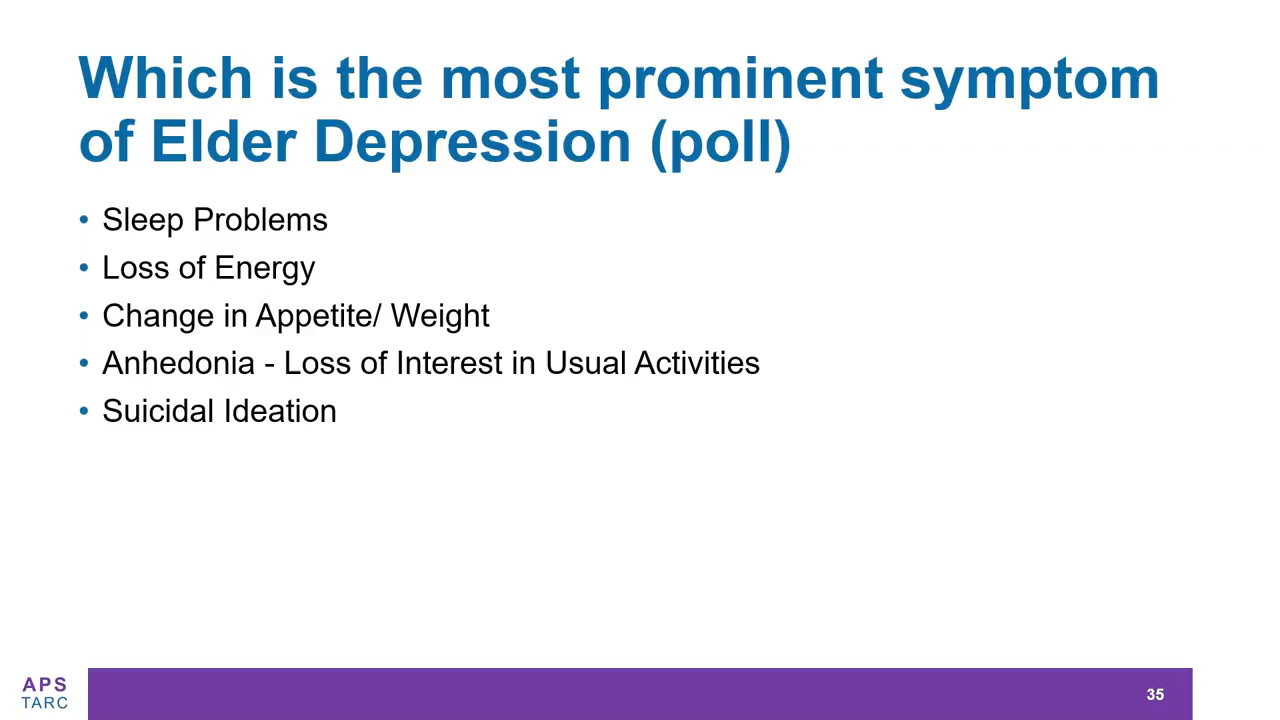 Which is the most prominent symptom
of Elder Depression (poll)
• Sleep Problems
• Loss of Energy
• Change in Appetite/ Weight
• Anhedonia - Loss of Interest in Usual Activities
• Suicidal Ideation
APS
TARC
35